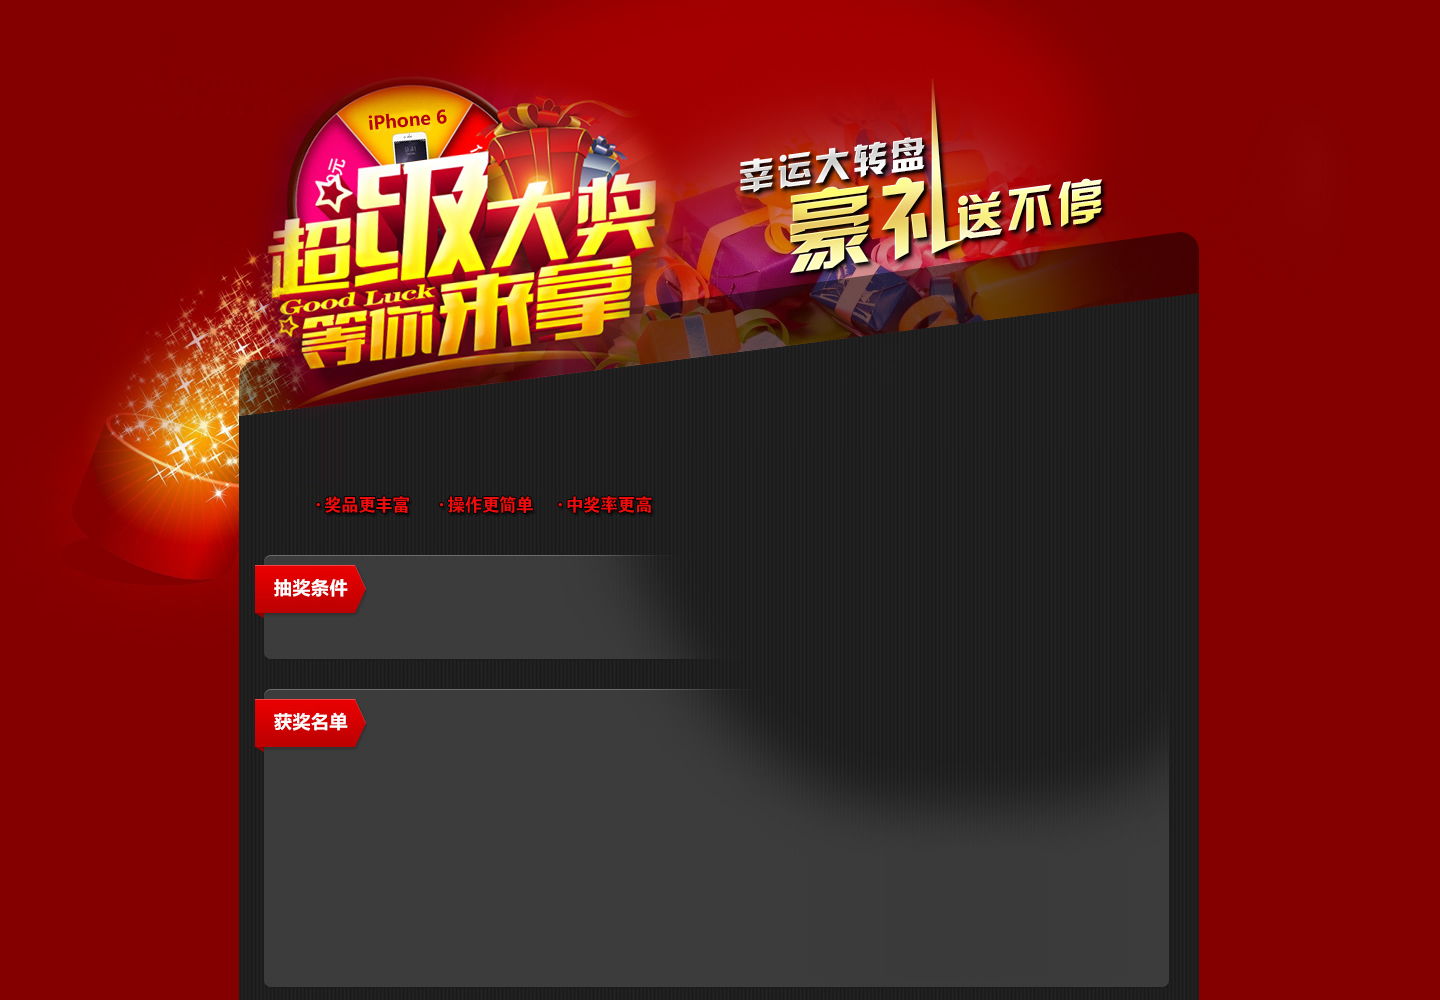 iPhone 6
元
超级大奖
Good Luck
等你来拿
幸运大转盘
豪礼送不停
·奖品更丰富 ·操作更简单 ·中奖率更高
抽奖条件
获奖名单